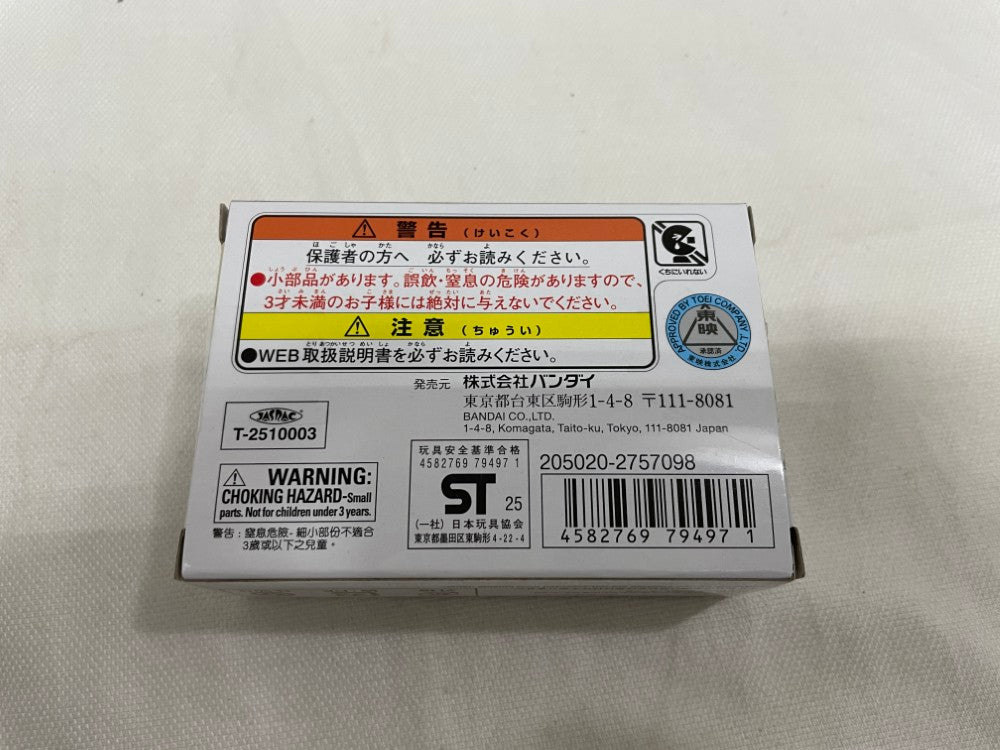 ⚠ 警告 (けいこく)
保護者の方へ 必ずお読みください。
●小部品があります。誤飲・窒息の危険がありますので、
3才未満のお子様には絶対に与えないでください。
⚠ 注意 (ちゅうい)
●WEB取扱説明書を必ずお読みください。
くちにいれない
APPROVED BY TOEI COMPANY, LTD.
東映
承認済
東映株式会社
発売元 株式会社バンダイ
東京都台東区駒形1-4-8 〒111-8081
BANDAI CO.,LTD.
1-4-8, Komagata, Taito-ku, Tokyo, 111-8081 Japan
JASRAC
T-2510003
⚠ WARNING:
CHOKING HAZARD-Small
parts. Not for children under 3 years.
警告：窒息危險，細小部份不適合
3歲或以下之兒童。
玩具安全基準合格
4582769 79497 1
ST 25
(一社) 日本玩具協会
東京都墨田区東駒形4-22-4
205020-2757098
4582769 79497 1